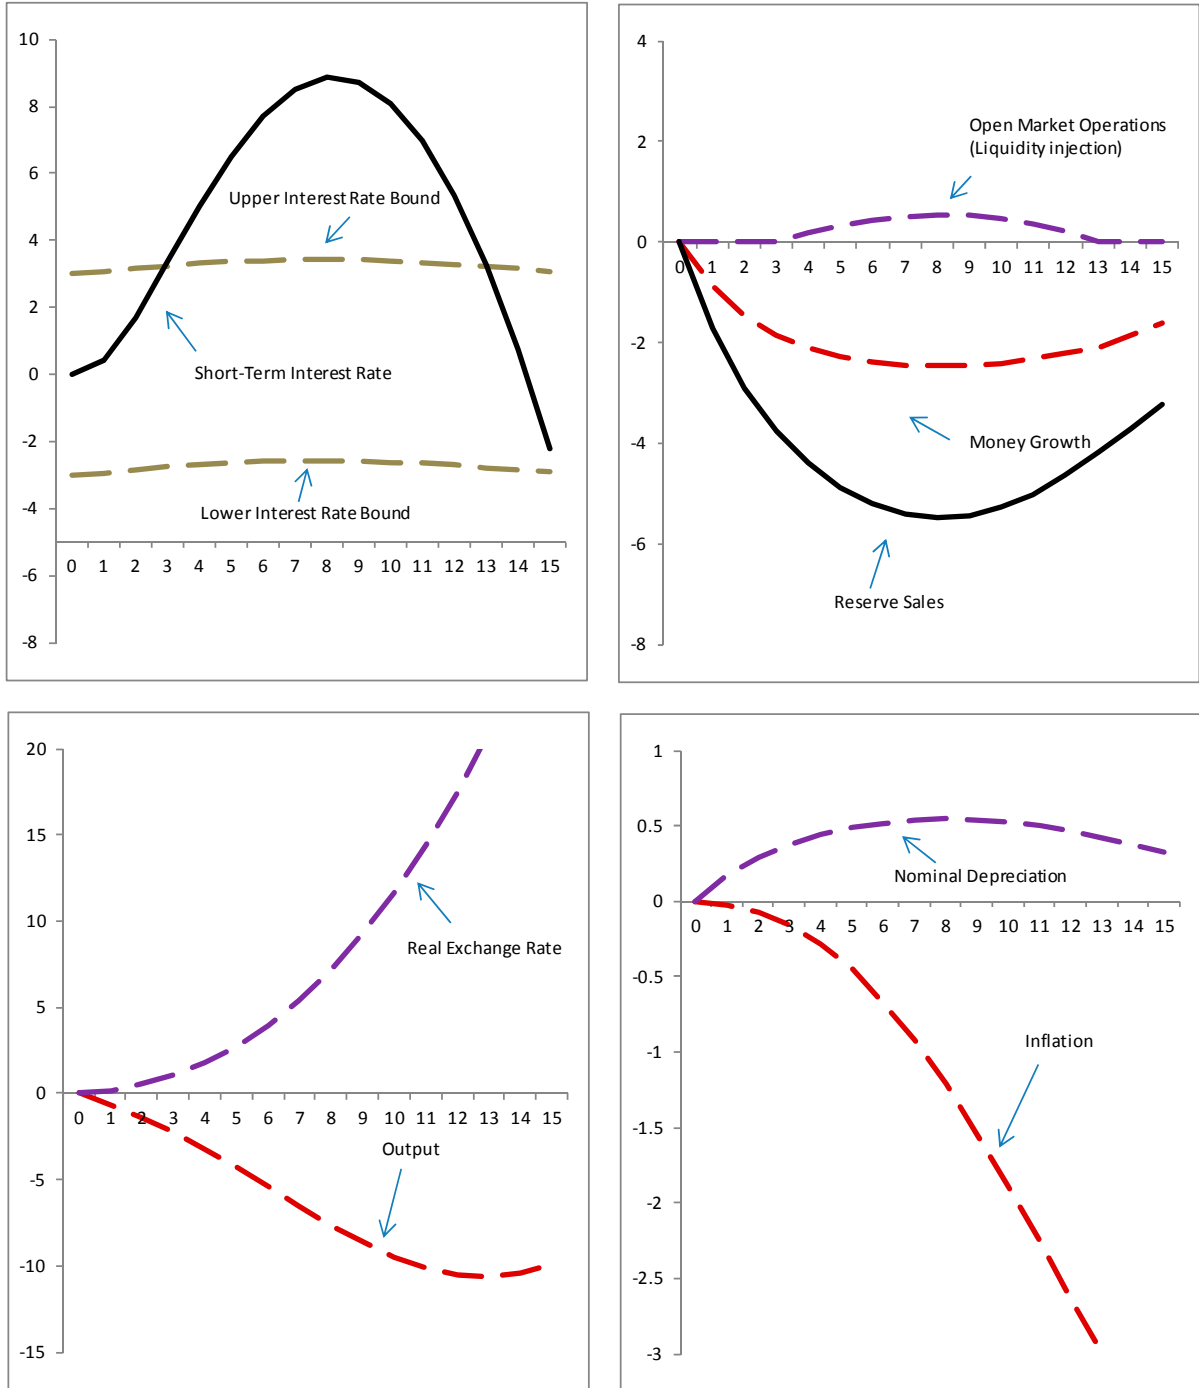 10
8
6
4
2
0
-2
-4
-6
-8
Upper Interest Rate Bound
Short-Term Interest Rate
Lower Interest Rate Bound
0 1 2 3 4 5 6 7 8 9 10 11 12 13 14 15
4
2
0
-2
-4
-6
-8
Open Market Operations
(Liquidity injection)
0 1 2 3 4 5 6 7 8 9 10 11 12 13 14 15
Money Growth
Reserve Sales
20
15
10
5
0
-5
-10
-15
Real Exchange Rate
0 1 2 3 4 5 6 7 8 9 10 11 12 13 14 15
Output
1
0.5
0
-0.5
-1
-1.5
-2
-2.5
-3
Nominal Depreciation
0 1 2 3 4 5 6 7 8 9 10 11 12 13 14 15
Inflation